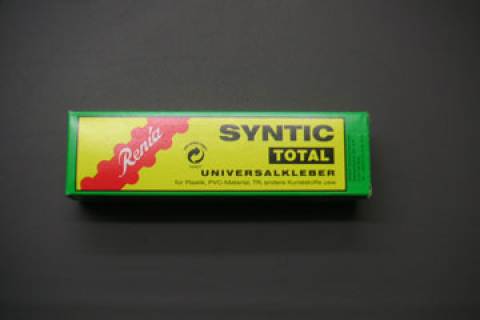 Renia
SYNTIC
TOTAL
UNIVERSALKLEBER
für Plastik, PVC-Material, TR, andere Kunststoffe usw.